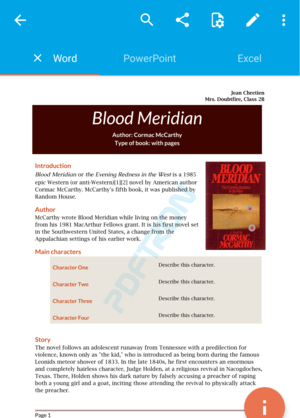 Word
PowerPoint
Excel
Jean Chretien
Mrs. Doubtfire, Class 2B
Blood Meridian
Author: Cormac McCarthy
Type of book: with pages
Introduction
Blood Meridian or the Evening Redness in the West is a 1985
epic Western (or anti-Western)[1][2] novel by American author
Cormac McCarthy. McCarthy's fifth book, it was published by
Random House.
BLOOD
MERIDIAN
CORMAC
McCARTHY
Author
McCarthy wrote Blood Meridian while living on the money
from his 1981 MacArthur Fellows grant. It is his first novel set
in the Southwestern United States, a change from the
Appalachian settings of his earlier work.
Main characters
Character One Describe this character.
Character Two Describe this character.
Character Three Describe this character.
Character Four Describe this character.
PDFTRON
Story
The novel follows an adolescent runaway from Tennessee with a predilection for
violence, known only as "the kid," who is introduced as being born during the famous
Leonids meteor shower of 1833. In the late 1840s, he first encounters an enormous
and completely hairless character, Judge Holden, at a religious revival in Nacogdoches,
Texas. There, Holden shows his dark nature by falsely accusing a preacher of raping
both a young girl and a goat, inciting those attending the revival to physically attack
the preacher.
Page 1